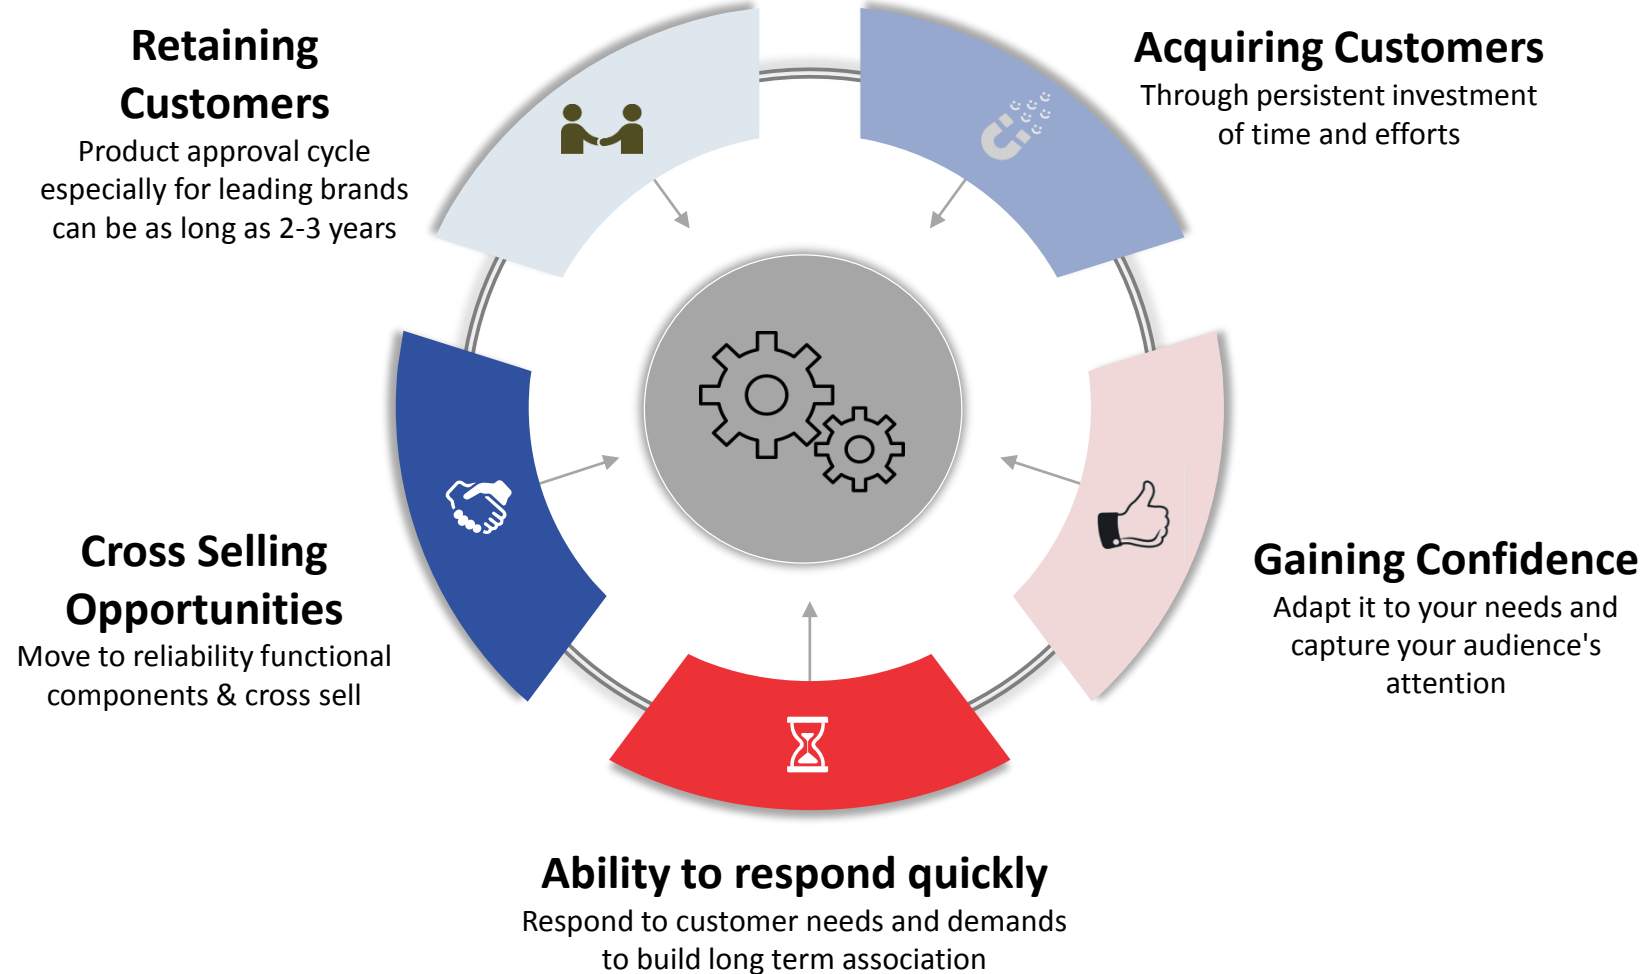 Retaining
Customers
Product approval cycle
especially for leading brands
can be as long as 2-3 years
Acquiring Customers
Through persistent investment
of time and efforts
Cross Selling
Opportunities
Move to reliability functional
components & cross sell
Gaining Confidence
Adapt it to your needs and
capture your audience's
attention
Ability to respond quickly
Respond to customer needs and demands
to build long term association